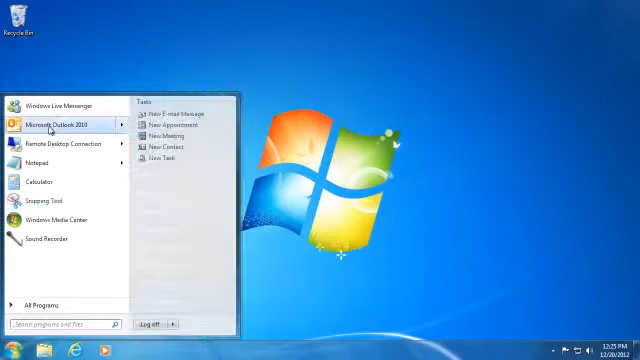 Recycle Bin
Windows Live Messenger
Microsoft Outlook 2010
Remote Desktop Connection
Notepad
Calculator
Snipping Tool
Windows Media Center
Sound Recorder
All Programs
Search programs and files
Tasks
New E-mail Message
New Appointment
New Meeting
New Contact
New Task
Log off
12:25 PM
12/20/2012